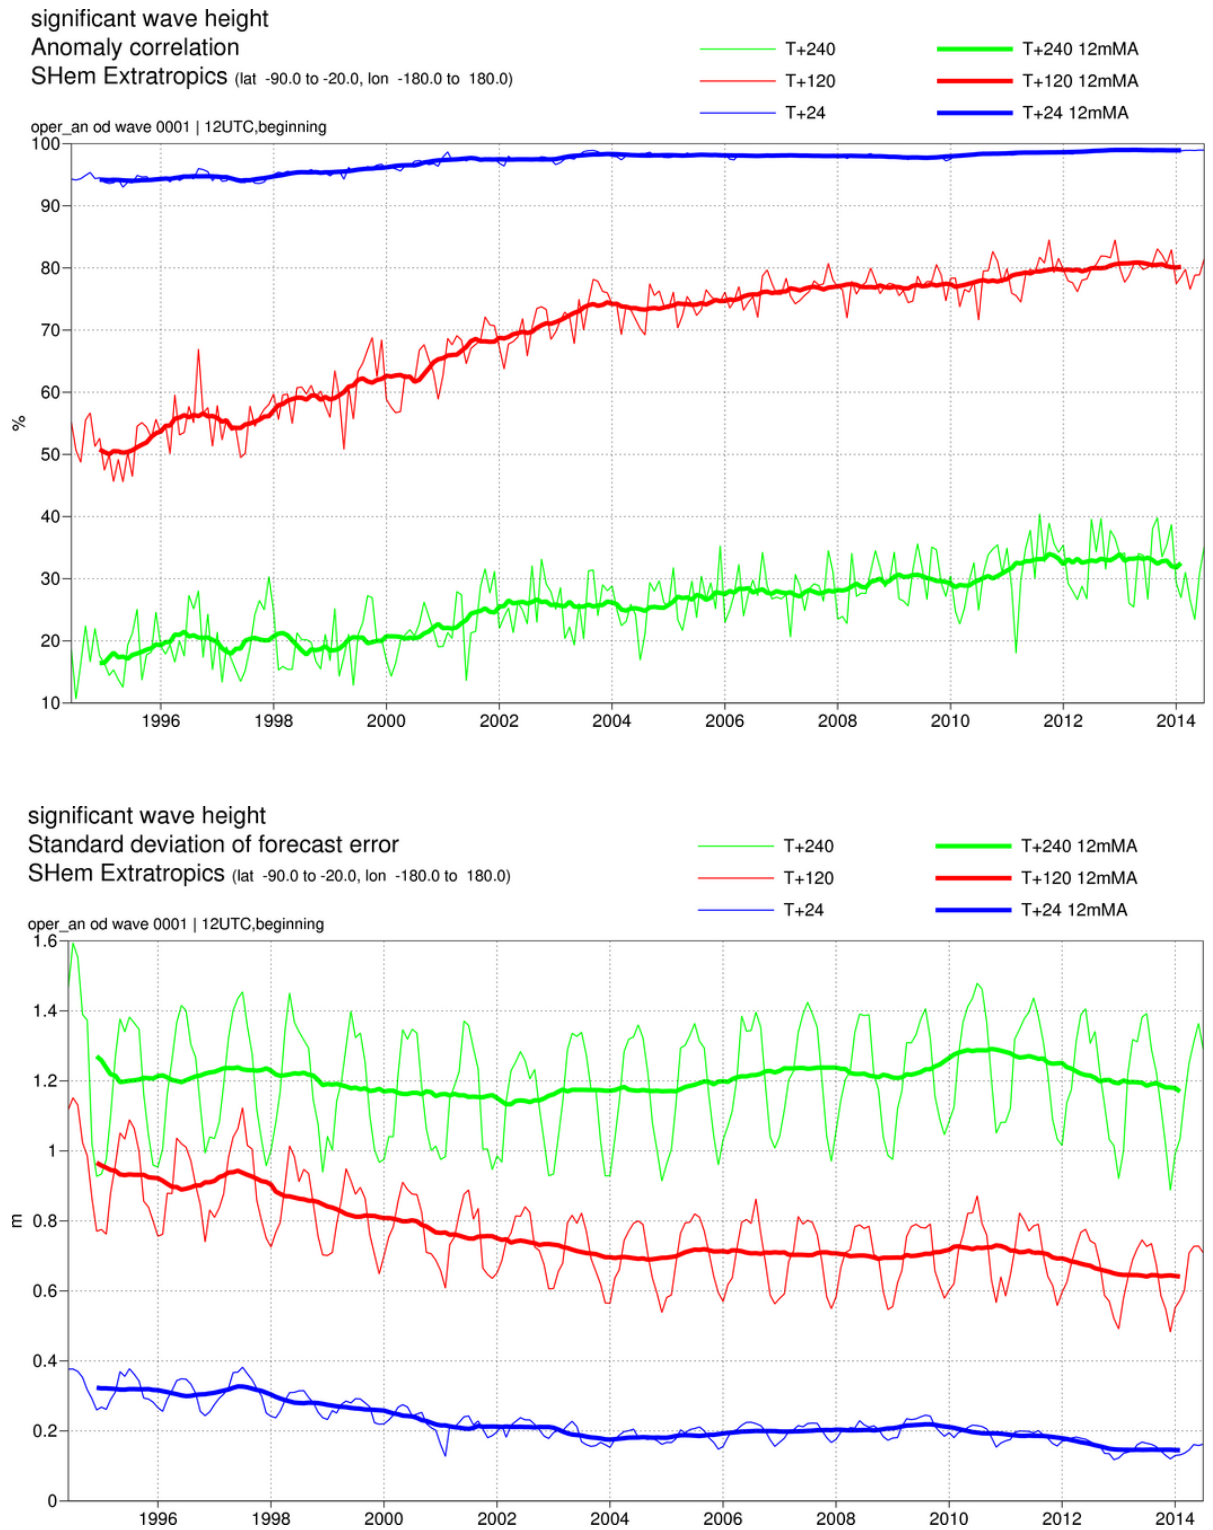 significant wave height
Anomaly correlation
SHem Extratropics (lat -90.0 to -20.0, lon -180.0 to 180.0)
T+240
T+240 12mMA
T+120
T+120 12mMA
T+24
T+24 12mMA
oper_an od wave 0001 | 12UTC,beginning
100
90
80
70
60
50
40
30
20
10
%
1996 1998 2000 2002 2004 2006 2008 2010 2012 2014
significant wave height
Standard deviation of forecast error
SHem Extratropics (lat -90.0 to -20.0, lon -180.0 to 180.0)
T+240
T+240 12mMA
T+120
T+120 12mMA
T+24
T+24 12mMA
oper_an od wave 0001 | 12UTC,beginning
1.6
1.4
1.2
1
0.8
0.6
0.4
0.2
0
m
1996 1998 2000 2002 2004 2006 2008 2010 2012 2014